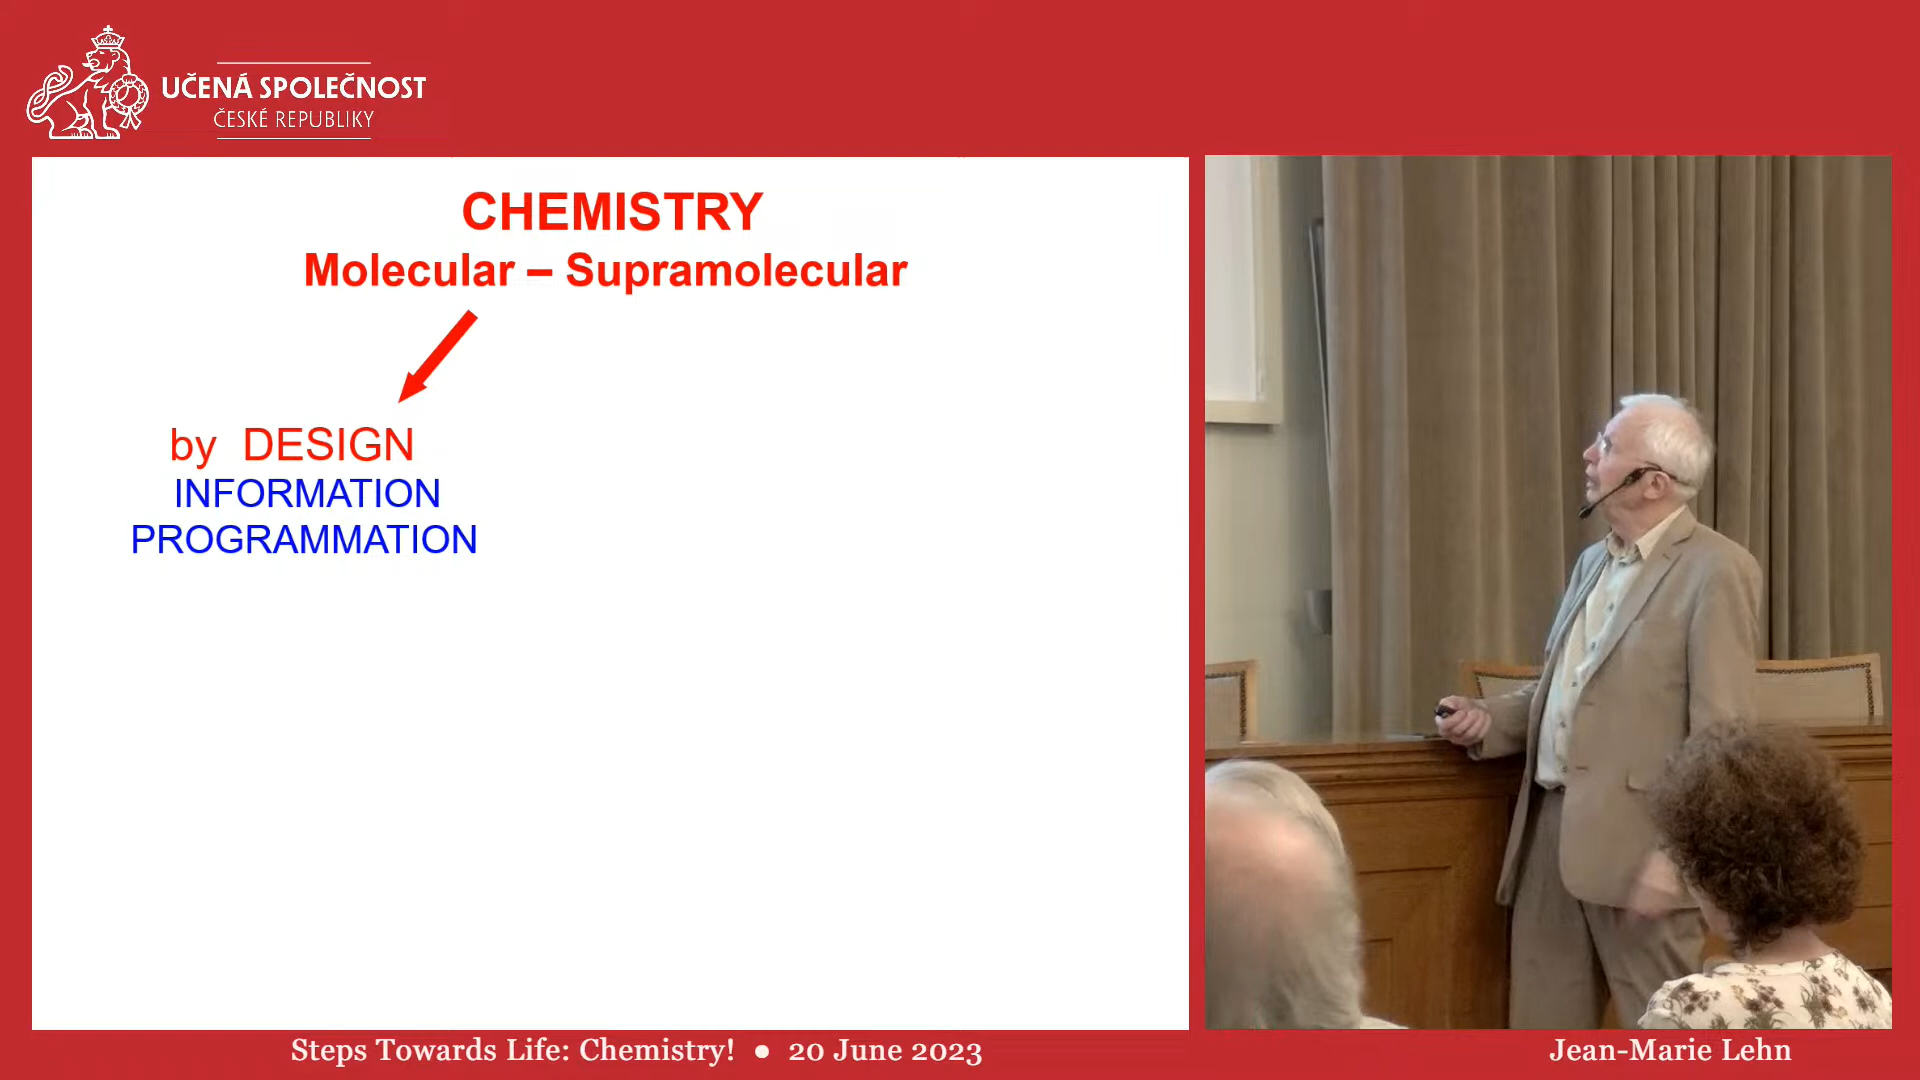 UČENÁ SPOLEČNOST
ČESKÉ REPUBLIKY
CHEMISTRY
Molecular – Supramolecular
by DESIGN
INFORMATION
PROGRAMMATION
Steps Towards Life: Chemistry! ● 20 June 2023
Jean-Marie Lehn